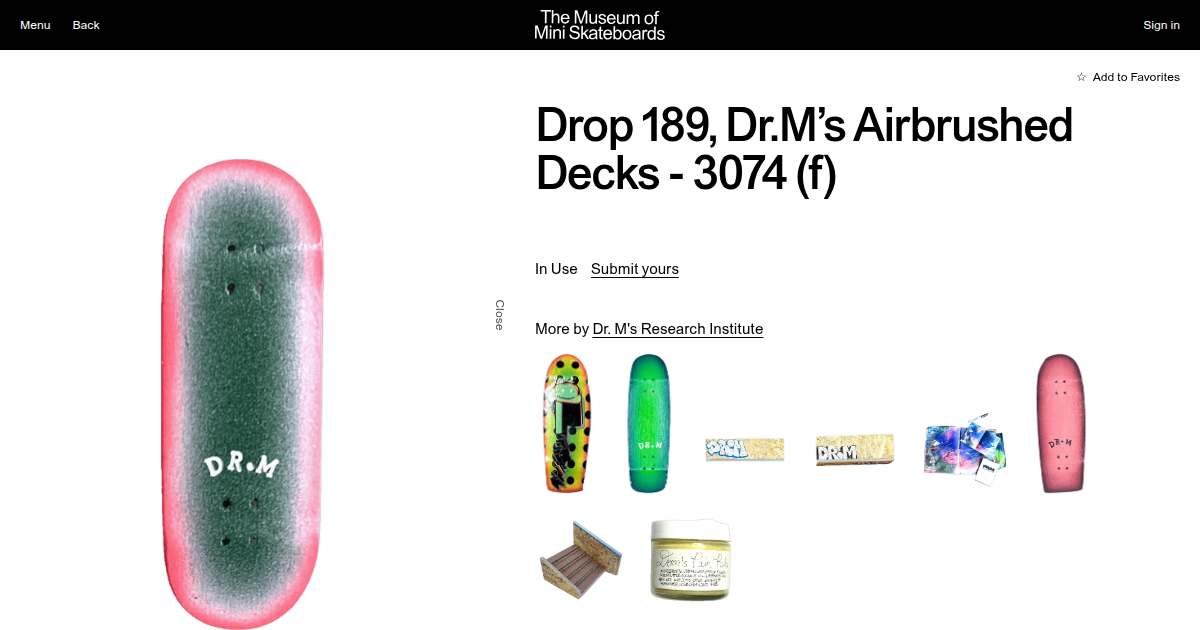 Menu
Back
The Museum of
Mini Skateboards
Sign in
☆ Add to Favorites
Drop 189, Dr.M’s Airbrushed
Decks - 3074 (f)
In Use
Submit yours
Close
More by Dr. M's Research Institute
DR.M
DR.M
DR.M
DR.M